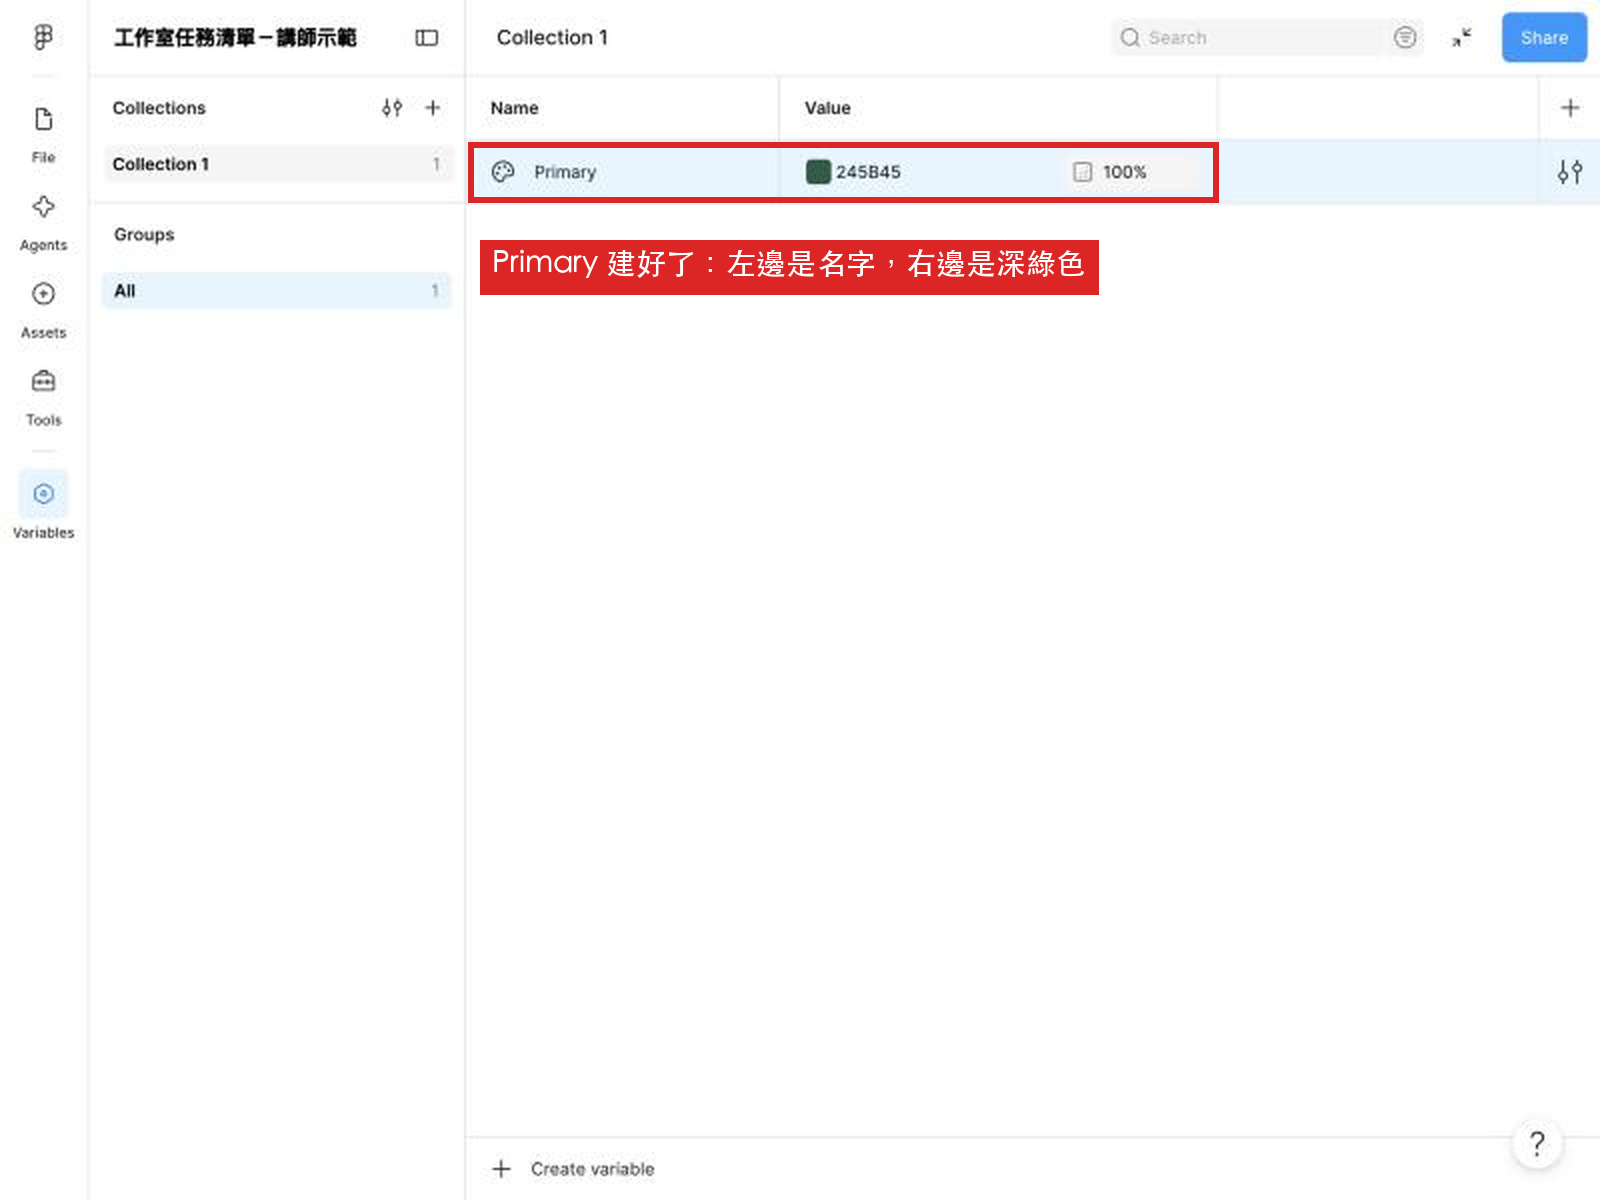 工作室任務清單－講師示範
Collection 1
Search
Share
File
Agents
Assets
Tools
Variables
Collections
Collection 1 1
Groups
All 1
Name Value
Primary 245B45 100%
Primary 建好了：左邊是名字，右邊是深綠色
Create variable
?